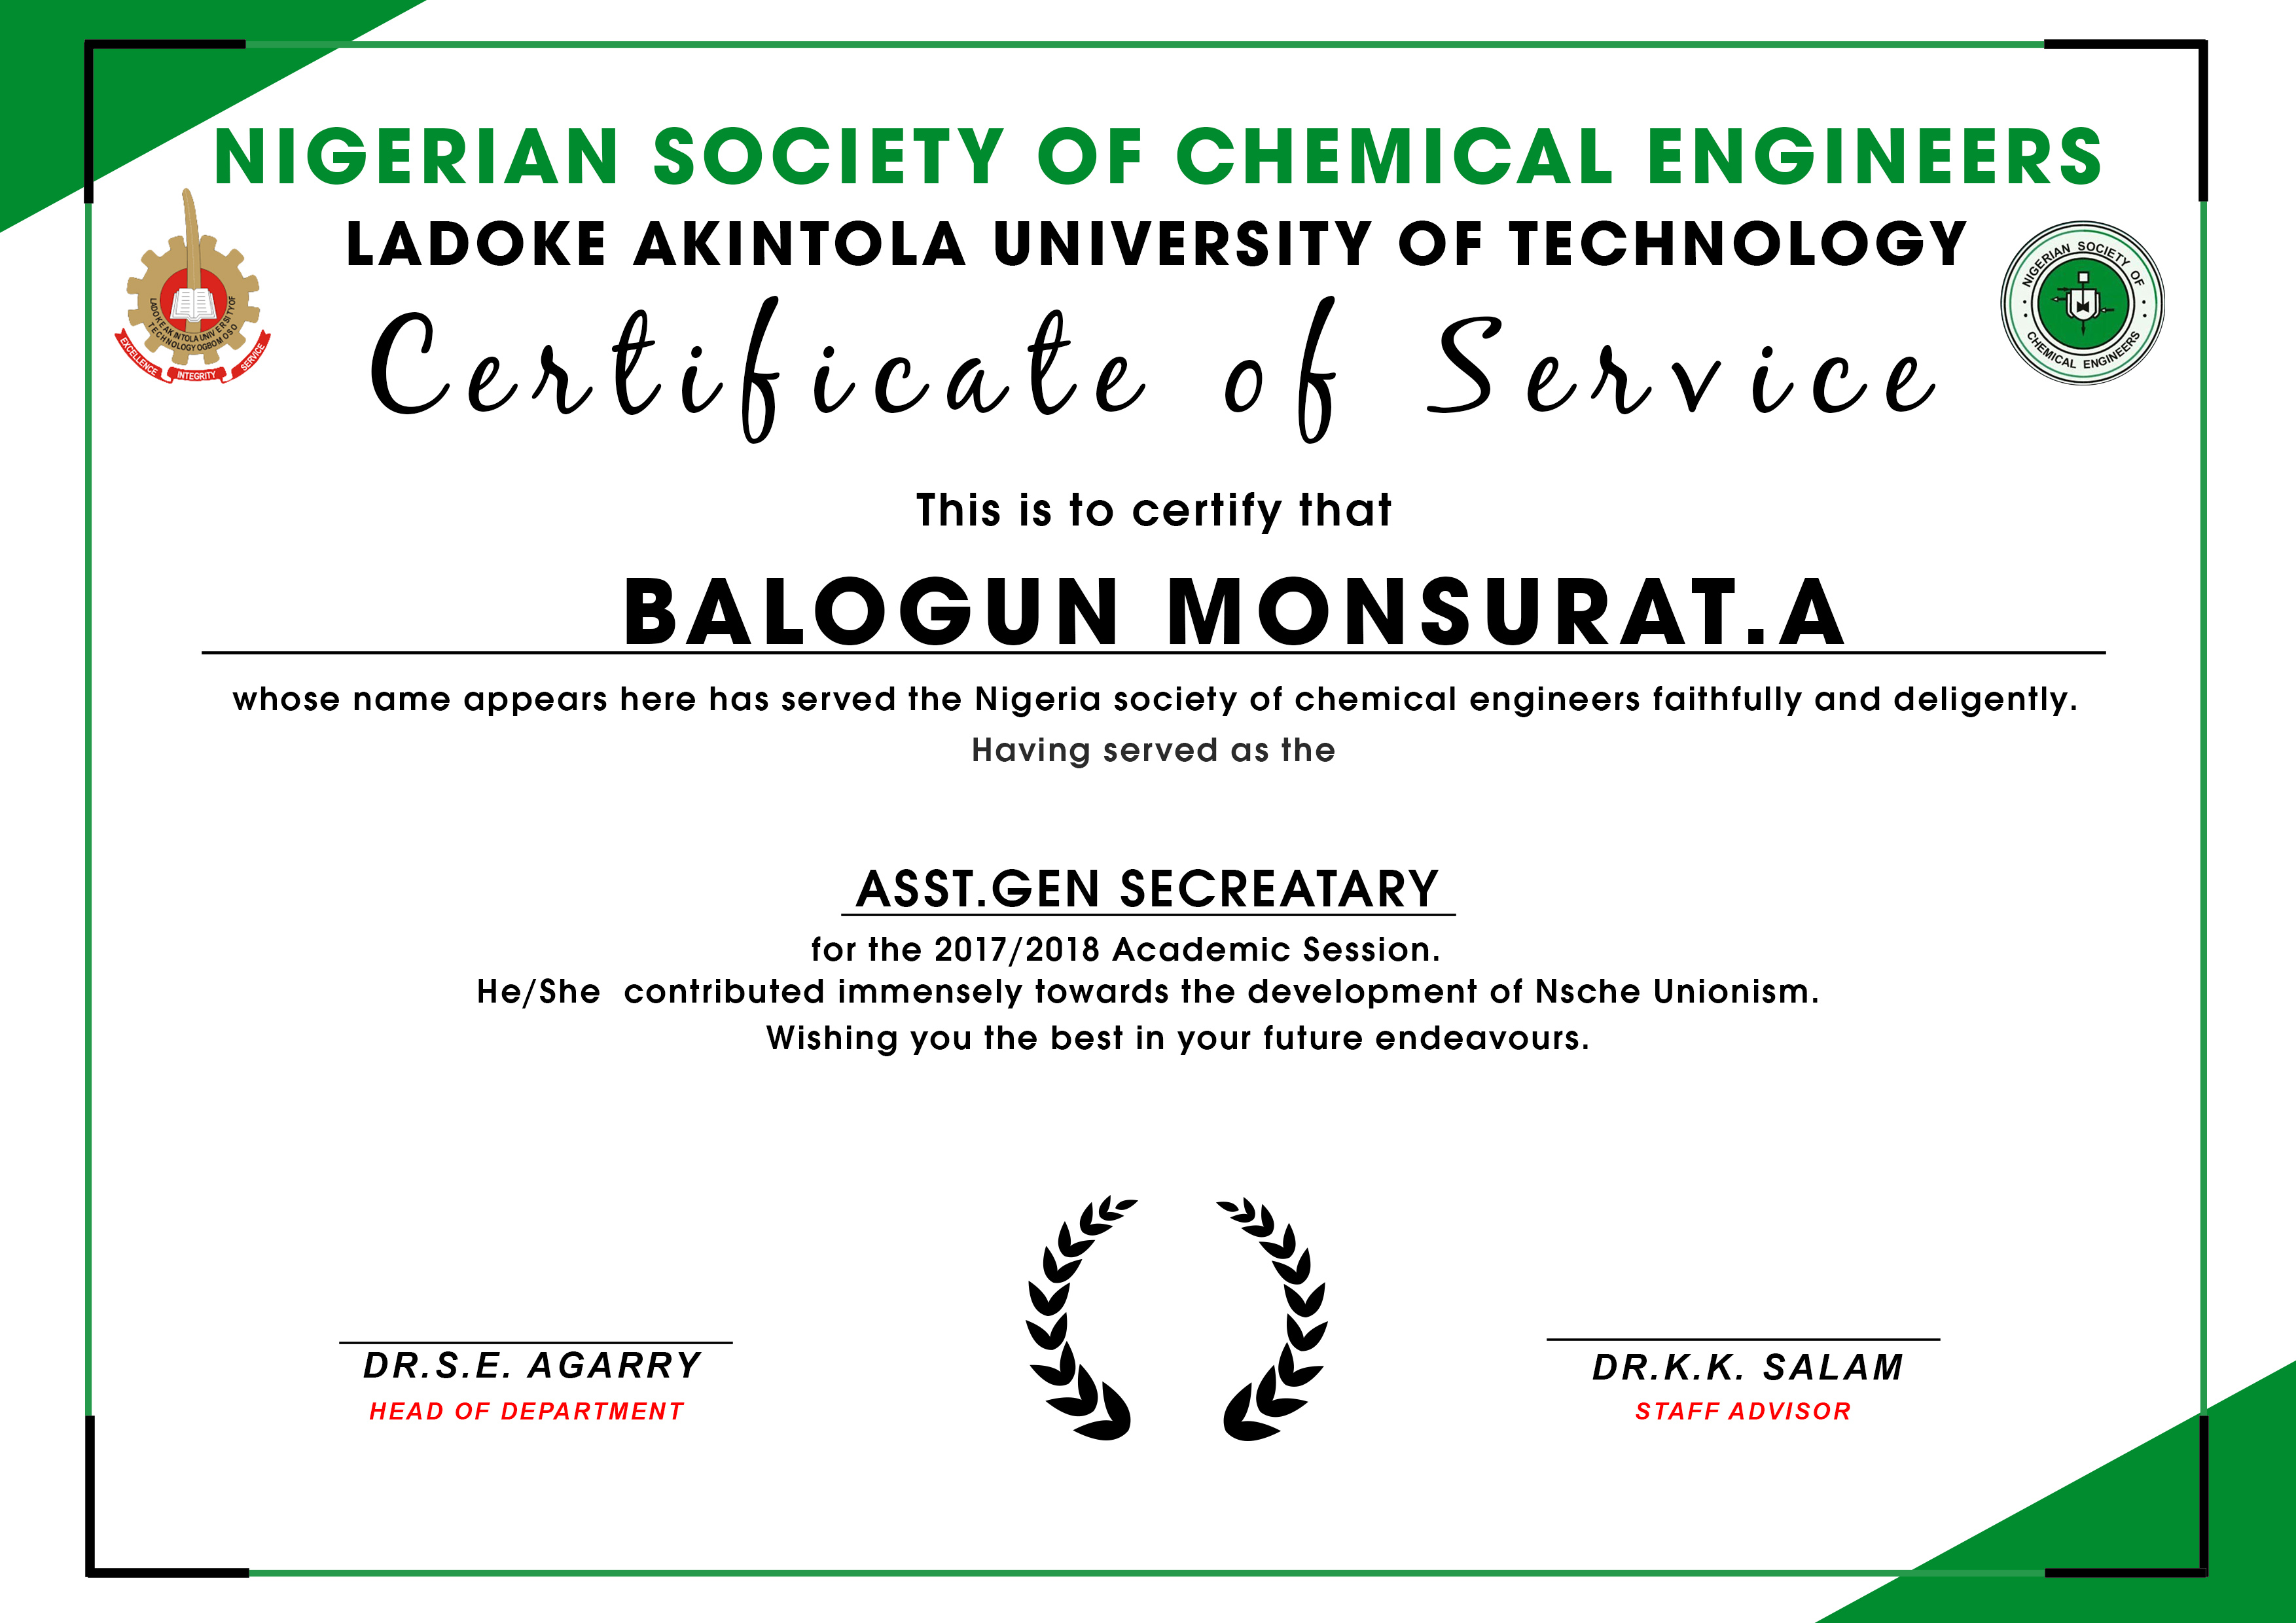 NIGERIAN SOCIETY OF CHEMICAL ENGINEERS
LADOKE AKINTOLA UNIVERSITY OF TECHNOLOGY
LADOKE AKINTOLA UNIVERSITY OF
TECHNOLOGY OGBOMOSO
EXCELLENCE INTEGRITY SERVICE
NIGERIAN SOCIETY OF
CHEMICAL ENGINEERS
Certificate of Service
This is to certify that
BALOGUN MONSURAT.A
whose name appears here has served the Nigeria society of chemical engineers faithfully and deligently.
Having served as the
ASST.GEN SECREATARY
for the 2017/2018 Academic Session.
He/She contributed immensely towards the development of Nsche Unionism.
Wishing you the best in your future endeavours.
DR.S.E. AGARRY
HEAD OF DEPARTMENT
DR.K.K. SALAM
STAFF ADVISOR